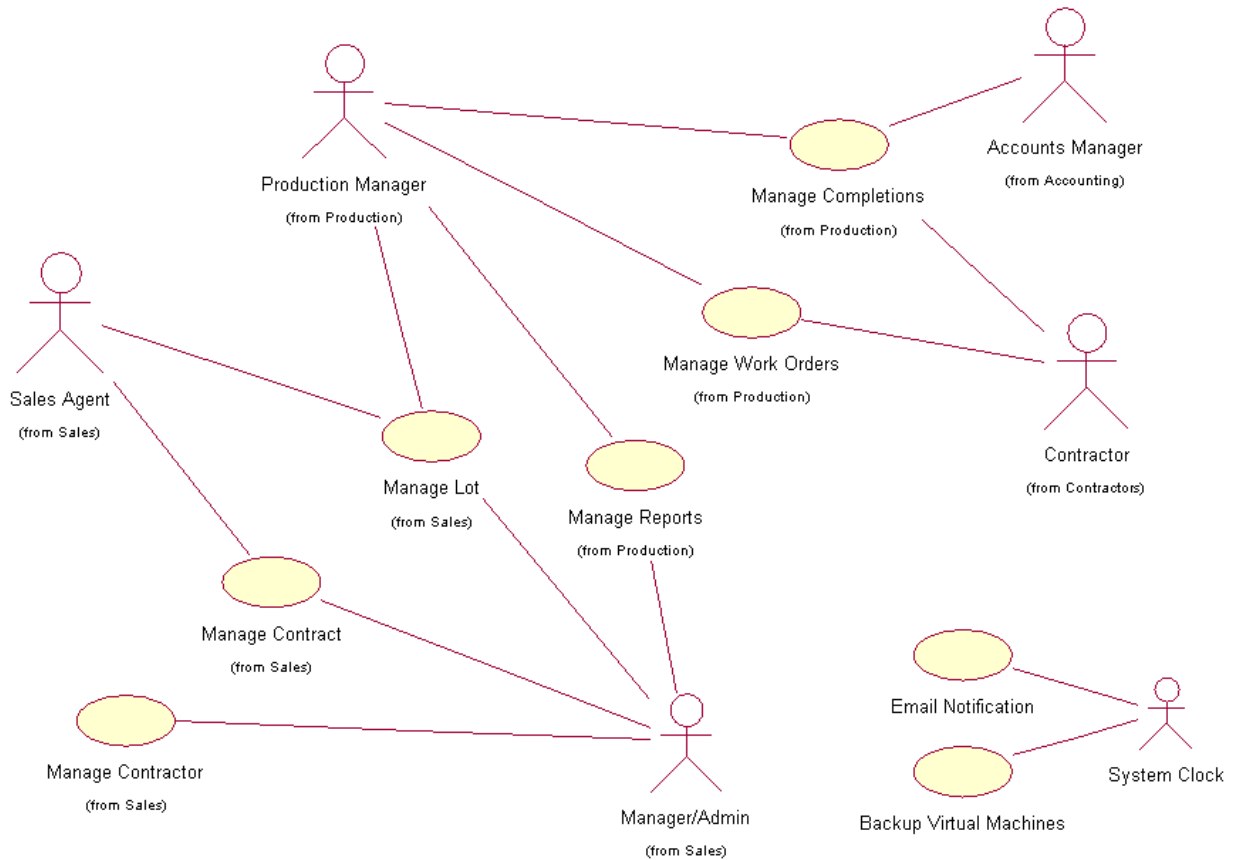 Accounts Manager
(from Accounting)
Production Manager
(from Production)
Manage Completions
(from Production)
Manage Work Orders
(from Production)
Sales Agent
(from Sales)
Contractor
(from Contractors)
Manage Lot
(from Sales)
Manage Reports
(from Production)
Manage Contract
(from Sales)
Email Notification
Manage Contractor
(from Sales)
System Clock
Manager/Admin
(from Sales)
Backup Virtual Machines